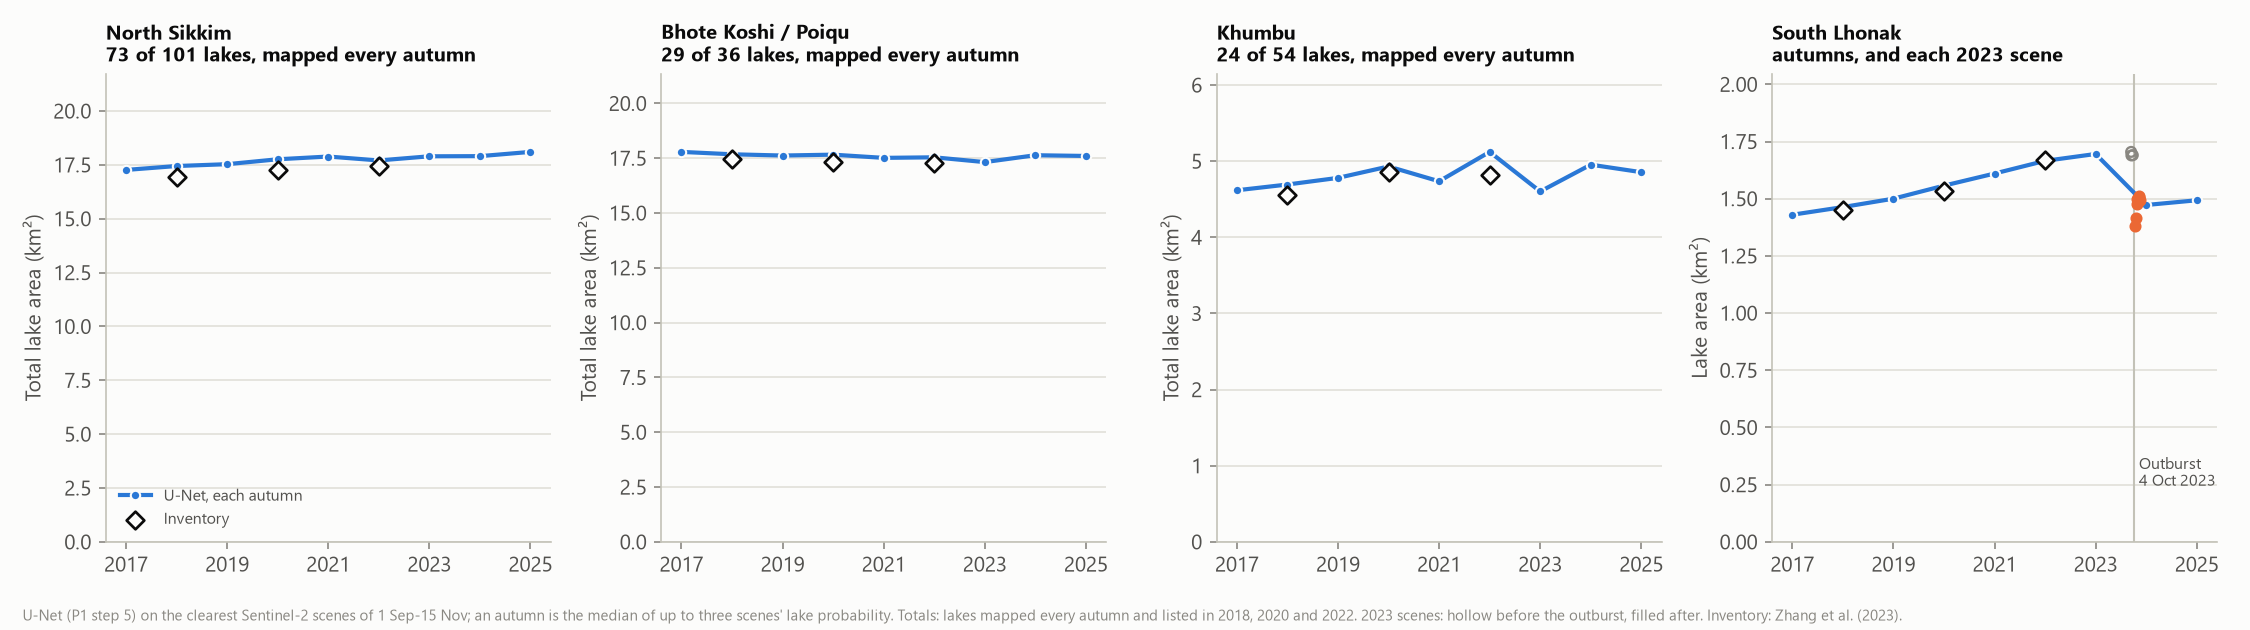 North Sikkim
73 of 101 lakes, mapped every autumn
Total lake area (km²)
20.0
17.5
15.0
12.5
10.0
7.5
5.0
2.5
0.0
2017 2019 2021 2023 2025
U-Net, each autumn
Inventory
Bhote Koshi / Poiqu
29 of 36 lakes, mapped every autumn
Total lake area (km²)
20.0
17.5
15.0
12.5
10.0
7.5
5.0
2.5
0.0
2017 2019 2021 2023 2025
Khumbu
24 of 54 lakes, mapped every autumn
Total lake area (km²)
6
5
4
3
2
1
0
2017 2019 2021 2023 2025
South Lhonak
autumns, and each 2023 scene
Lake area (km²)
2.00
1.75
1.50
1.25
1.00
0.75
0.50
0.25
0.00
Outburst
4 Oct 2023
2017 2019 2021 2023 2025
U-Net (P1 step 5) on the clearest Sentinel-2 scenes of 1 Sep-15 Nov; an autumn is the median of up to three scenes' lake probability. Totals: lakes mapped every autumn and listed in 2018, 2020 and 2022. 2023 scenes: hollow before the outburst, filled after. Inventory: Zhang et al. (2023).